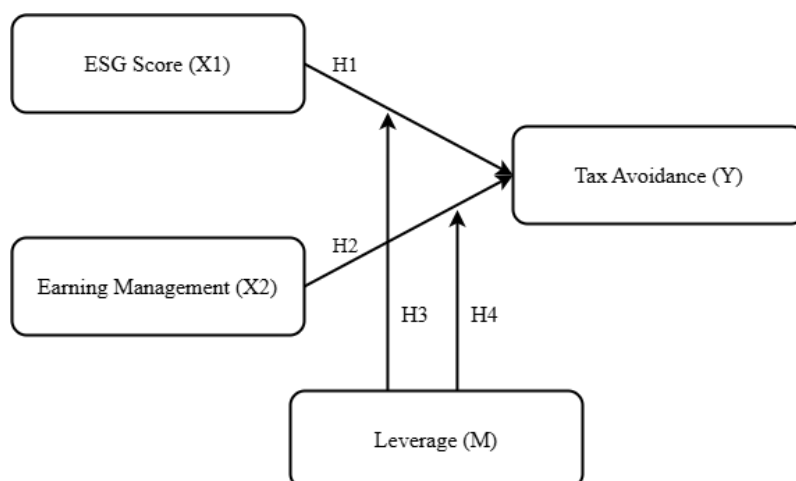 ESG Score (X1)
H1
Tax Avoidance (Y)
H2
Earning Management (X2)
H3
H4
Leverage (M)